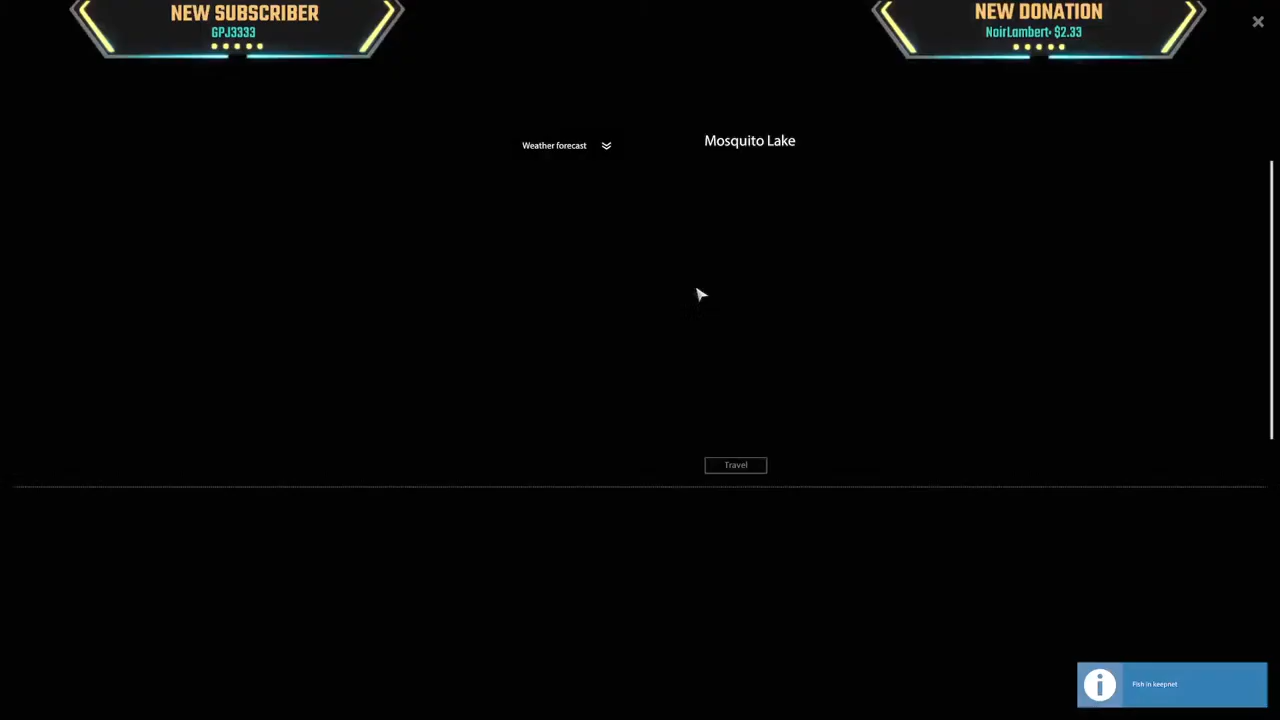 NEW SUBSCRIBER
GPJ3333
NEW DONATION
NoirLambert• $2.33
Weather forecast
Mosquito Lake
Travel
Fish in keepnet